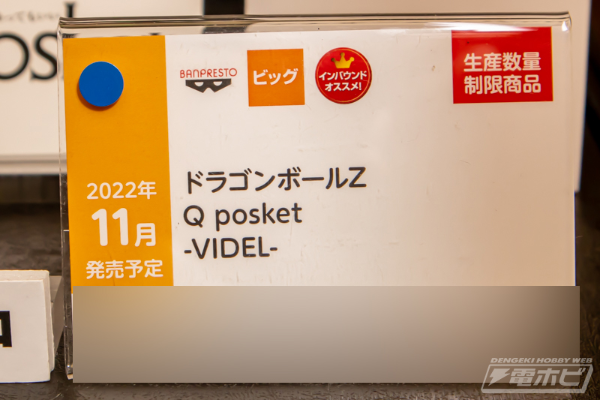 BANPRESTO
ビッグ
インバウンド
オススメ!
生産数量
制限商品
2022年
11月
発売予定
ドラゴンボールZ
Q posket
-VIDEL-
DENGEKI HOBBY WEB
電ホビ